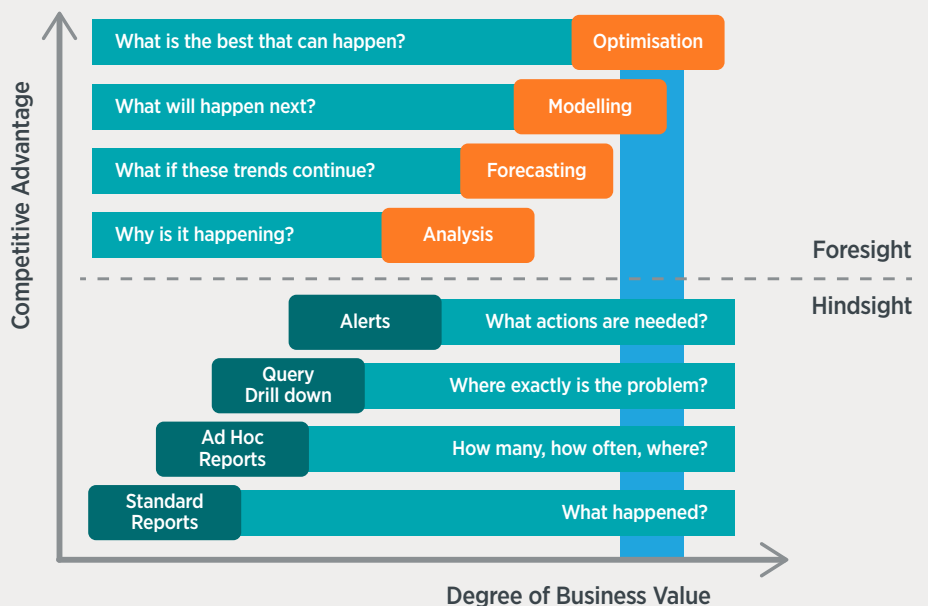 What is the best that can happen?
Optimisation
What will happen next?
Modelling
What if these trends continue?
Forecasting
Why is it happening?
Analysis
Foresight
Hindsight
Alerts
What actions are needed?
Query
Drill down
Where exactly is the problem?
Ad Hoc
Reports
How many, how often, where?
Standard
Reports
What happened?
Competitive Advantage
Degree of Business Value